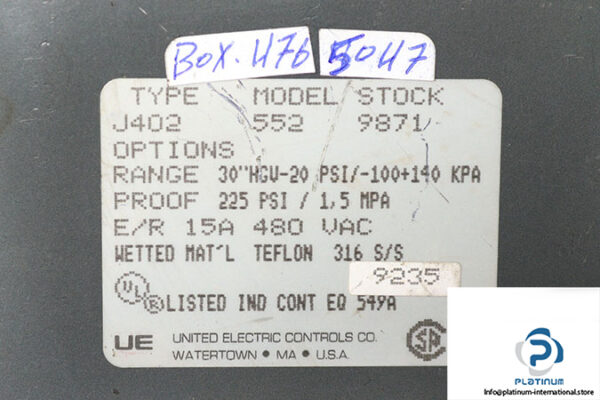 BOX.476 5047
TYPE MODEL STOCK
J402 552 9871
OPTIONS
RANGE 30"HGV-20 PSI/-100+140 KPA
PROOF 225 PSI / 1,5 MPA
E/R 15A 480 VAC
WETTED MAT'L TEFLON 316 S/S
9235
UL ® LISTED IND CONT EQ 549A
UE UNITED ELECTRIC CONTROLS CO.
WATERTOWN • MA • U.S.A.
SA
PLATINUM
info@platinum-international.store